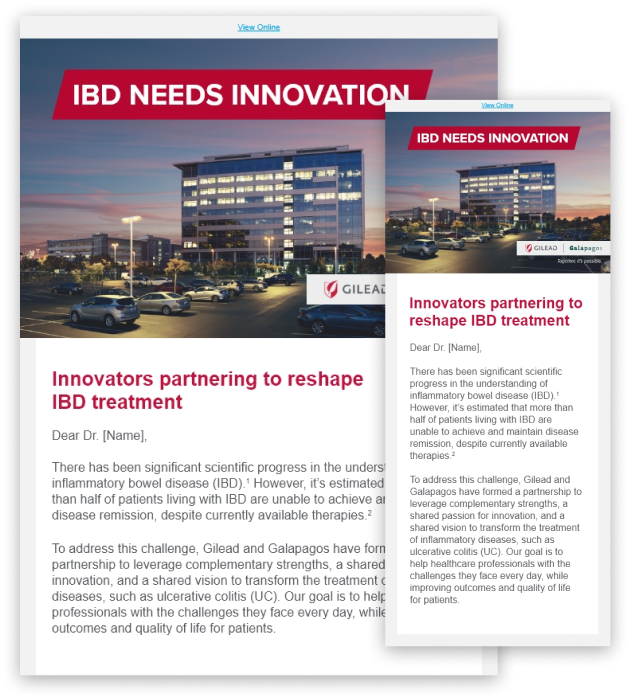 View Online
IBD NEEDS INNOVATION
GILEAD
Innovators partnering to reshape
IBD treatment
Dear Dr. [Name],
There has been significant scientific progress in the
inflammatory bowel disease (IBD).¹ However, it’s estimated
than half of patients living with IBD are unable to achieve
disease remission, despite currently available therapies.²
To address this challenge, Gilead and Galapagos have
partnership to leverage complementary strengths, a shared
innovation, and a shared vision to transform the treatment
diseases, such as ulcerative colitis (UC). Our goal is to
professionals with the challenges they face every day, while
outcomes and quality of life for patients.
View Online
IBD NEEDS INNOVATION
GILEAD | Galapagos
Together, it’s possible.
Innovators partnering to
reshape IBD treatment
Dear Dr. [Name],
There has been significant scientific
progress in the understanding of
inflammatory bowel disease (IBD).¹
However, it’s estimated that more than
half of patients living with IBD are
unable to achieve and maintain disease
remission, despite currently available
therapies.²
To address this challenge, Gilead and
Galapagos have formed a partnership to
leverage complementary strengths, a
shared passion for innovation, and a
shared vision to transform the treatment
of inflammatory diseases, such as
ulcerative colitis (UC). Our goal is to
help healthcare professionals with the
challenges they face every day, while
improving outcomes and quality of life
for patients.